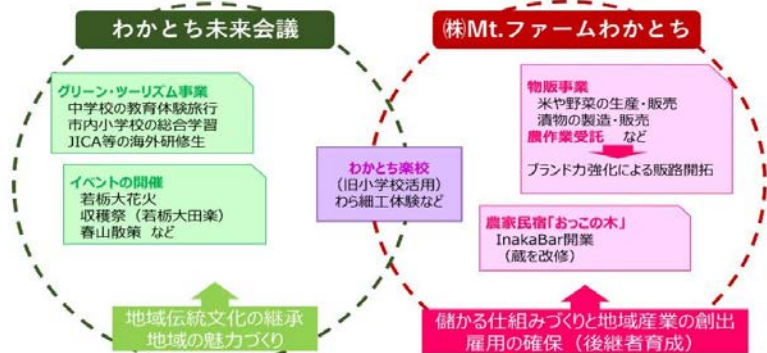 わかとち未来会議
グリーン・ツーリズム事業
中学校の教育体験旅行
市内小学校の総合学習
JICA等の海外研修生
イベントの開催
若栃大花火
収穫祭（若栃大田楽）
春山散策 など
地域伝統文化の継承
地域の魅力づくり
わかとち楽校
（旧小学校活用）
わら細工体験など
㈱Mt.ファームわかとち
物販事業
米や野菜の生産・販売
漬物の製造・販売
農作業受託 など
ブランド力強化による販路開拓
農家民宿「おっこの木」
InakaBar開業
（蔵を改修）
儲かる仕組みづくりと地域産業の創出
雇用の確保（後継者育成）